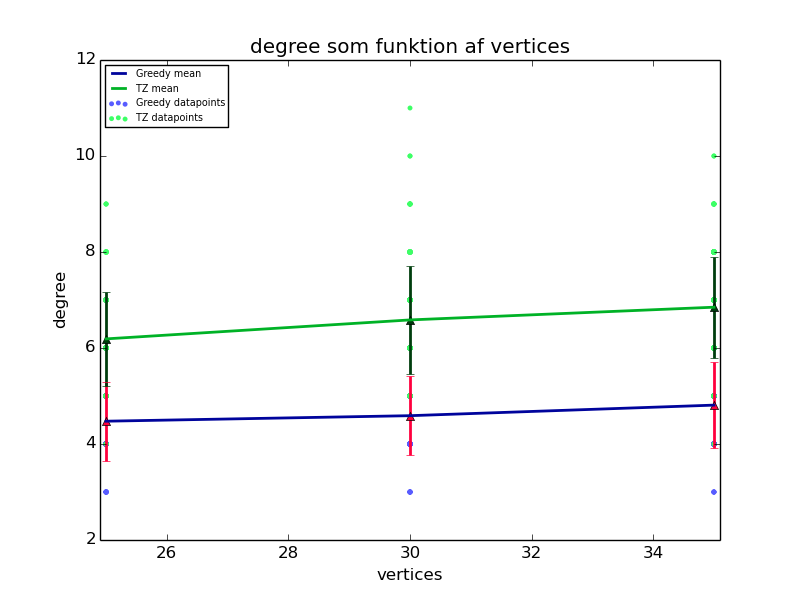 degree som funktion af vertices
12
10
8
6
4
2
degree
Greedy mean
TZ mean
Greedy datapoints
TZ datapoints
26 28 30 32 34
vertices